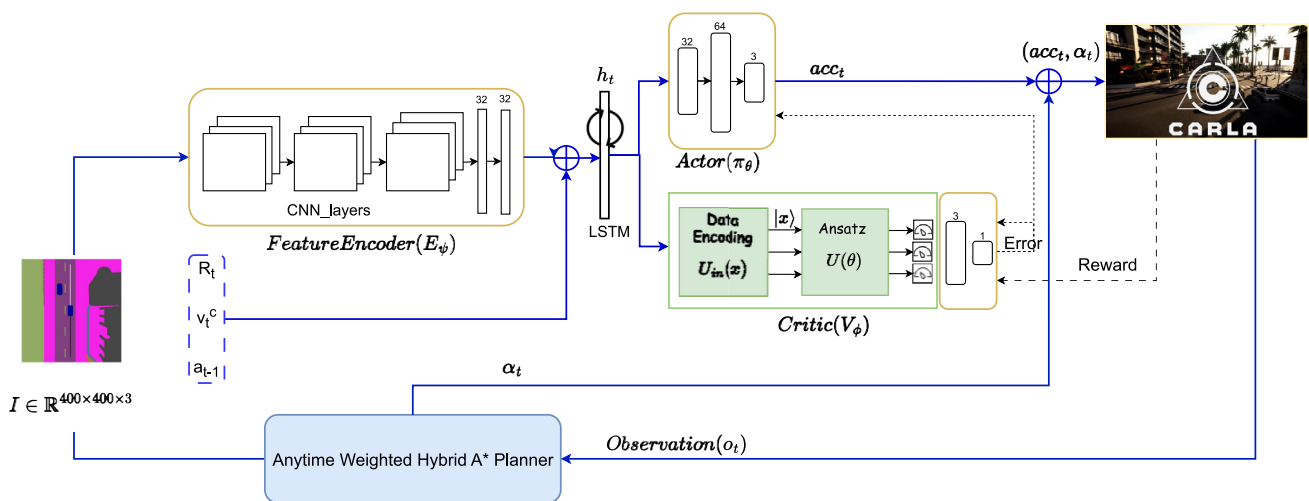 32
64
3
acc_t
(acc_t, α_t)
h_t
32 32
CARLA
Actor(π_θ)
CNN_layers
LSTM
FeatureEncoder(E_ψ)
Data
Encoding
U_in(x)
|x⟩
Ansatz
U(θ)
3
1
Error
Reward
R_t
v_t^c
a_{t-1}
Critic(V_ϕ)
α_t
I ∈ ℝ^{400×400×3}
Observation(o_t)
Anytime Weighted Hybrid A* Planner